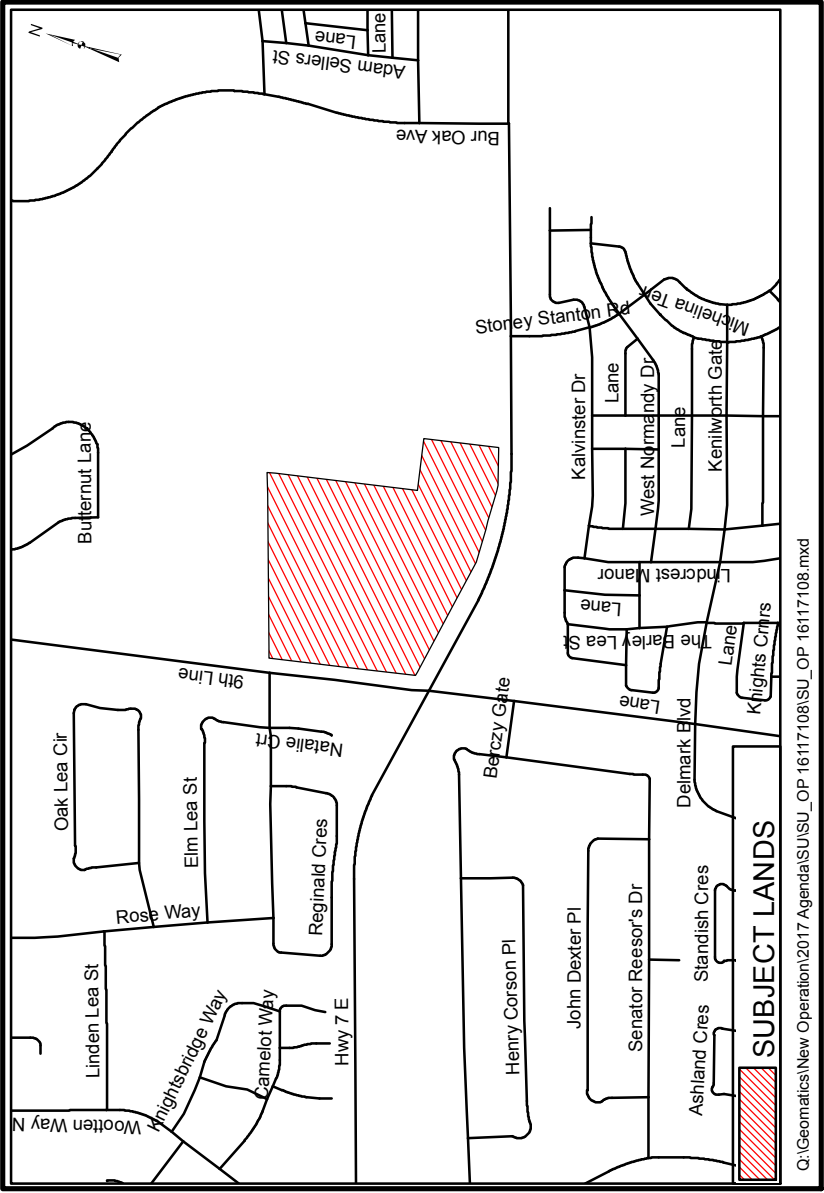 N
Adam Sellers St
Lane
Lane
Bur Oak Ave
Stoney Stanton Rd
Michelina Terr
Butternut Lane
Kalvinster Dr
Lane
West Normandy Dr
Lane
Kenilworth Gate
Lindcrest Manor
Lane
The Barley Lea St
Lane
Knights Crnrs
Lane
9th Line
Berczy Gate
Delmark Blvd
Oak Lea Cir
Elm Lea St
Natalie Crt
Reginald Cres
Rose Way
Linden Lea St
Knightsbridge Way
Camelot Way
Hwy 7 E
Wootten Way N
Henry Corson Pl
John Dexter Pl
Senator Reesor's Dr
Standish Cres
Ashland Cres
SUBJECT LANDS
Q:\Geomatics\New Operation\2017 Agenda\SU\SU_OP 16117108\SU_OP 16117108.mxd